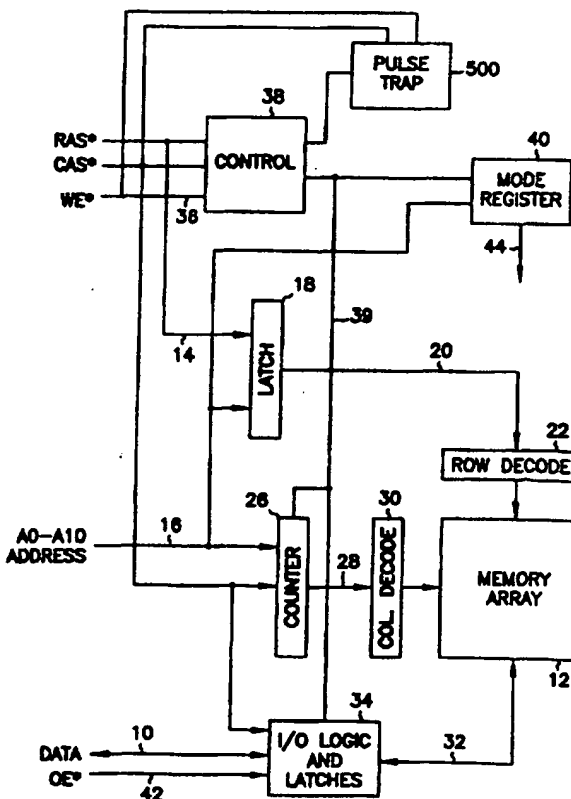 PULSE
TRAP
500
38
RAS*
CAS*
WE*
CONTROL
36
40
MODE
REGISTER
44
18
LATCH
14
39
20
22
ROW DECODE
A0-A10
ADDRESS
16
26
COUNTER
28
30
COL. DECODE
MEMORY
ARRAY
12
34
I/O LOGIC
AND
LATCHES
32
DATA
10
OE*
42